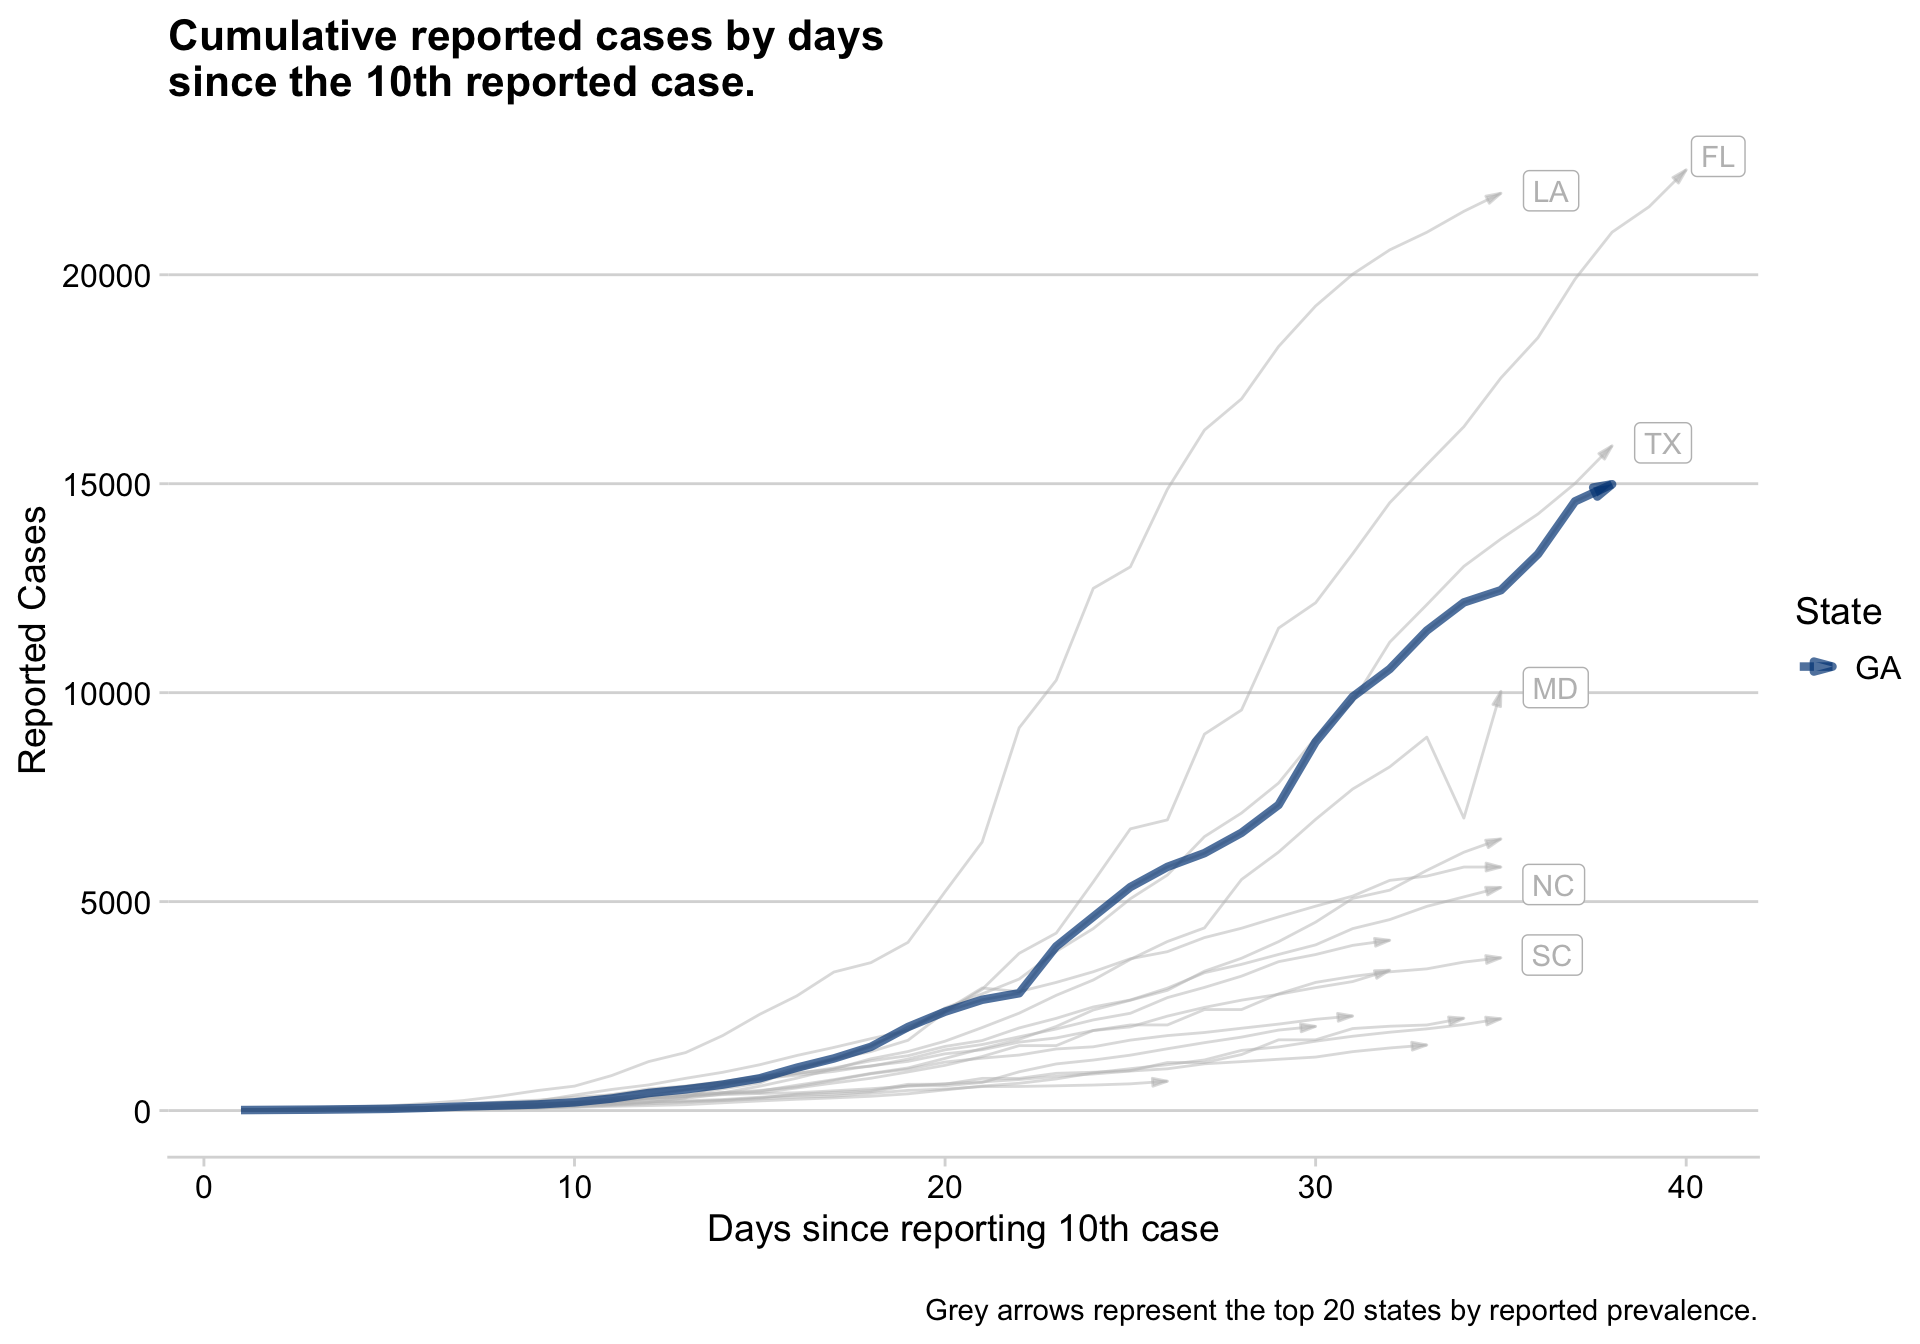 Cumulative reported cases by days
since the 10th reported case.
FL
LA
20000
TX
15000
State
GA
MD
10000
NC
5000
SC
0
Reported Cases
0 10 20 30 40
Days since reporting 10th case
Grey arrows represent the top 20 states by reported prevalence.